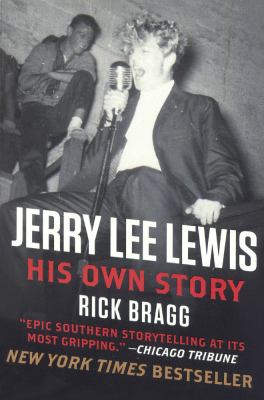 JERRY LEE LEWIS
HIS OWN STORY
RICK BRAGG
“EPIC SOUTHERN STORYTELLING AT ITS
MOST GRIPPING.” —CHICAGO TRIBUNE
NEW YORK TIMES BESTSELLER